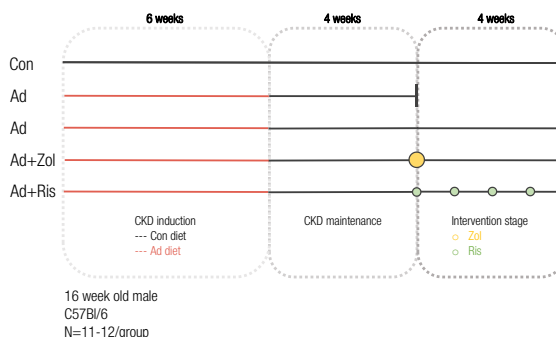 6 weeks 4 weeks 4 weeks
Con
Ad
Ad
Ad+Zol
Ad+Ris
CKD induction CKD maintenance Intervention stage
--- Con diet
--- Ad diet
Zol
Ris
16 week old male
C57Bl/6
N=11-12/group